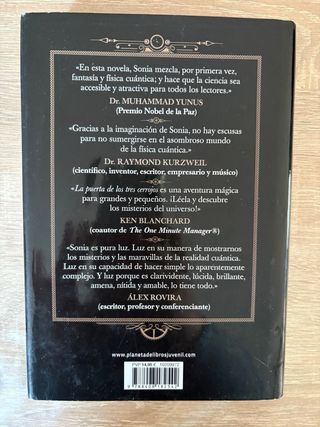 «En esta novela, Sonia mezcla, por primera vez,
fantasía y física cuántica; y hace que la ciencia sea
accesible y atractiva para todos los lectores.»
Dr. MUHAMMAD YUNUS
(Premio Nobel de la Paz)
«Gracias a la imaginación de Sonia, no hay excusas
para no sumergirse en el asombroso mundo
de la física cuántica.»
Dr. RAYMOND KURZWEIL
(científico, inventor, escritor, empresario y músico)
«La puerta de los tres cerrojos es una aventura mágica
para grandes y pequeños. ¡Léela y descubre
los misterios del universo!»
KEN BLANCHARD
(coautor de The One Minute Manager®)
«Sonia es pura luz. Luz en su manera de mostrarnos
los misterios y las maravillas de la realidad cuántica.
Luz en su capacidad de hacer simple lo aparentemente
complejo. Y luz porque es clarividente, lúcida, brillante,
amena, nítida y amable, lo tiene todo.»
ÁLEX ROVIRA
(escritor, profesor y conferenciante)
www.planetadelibrosjuvenil.com